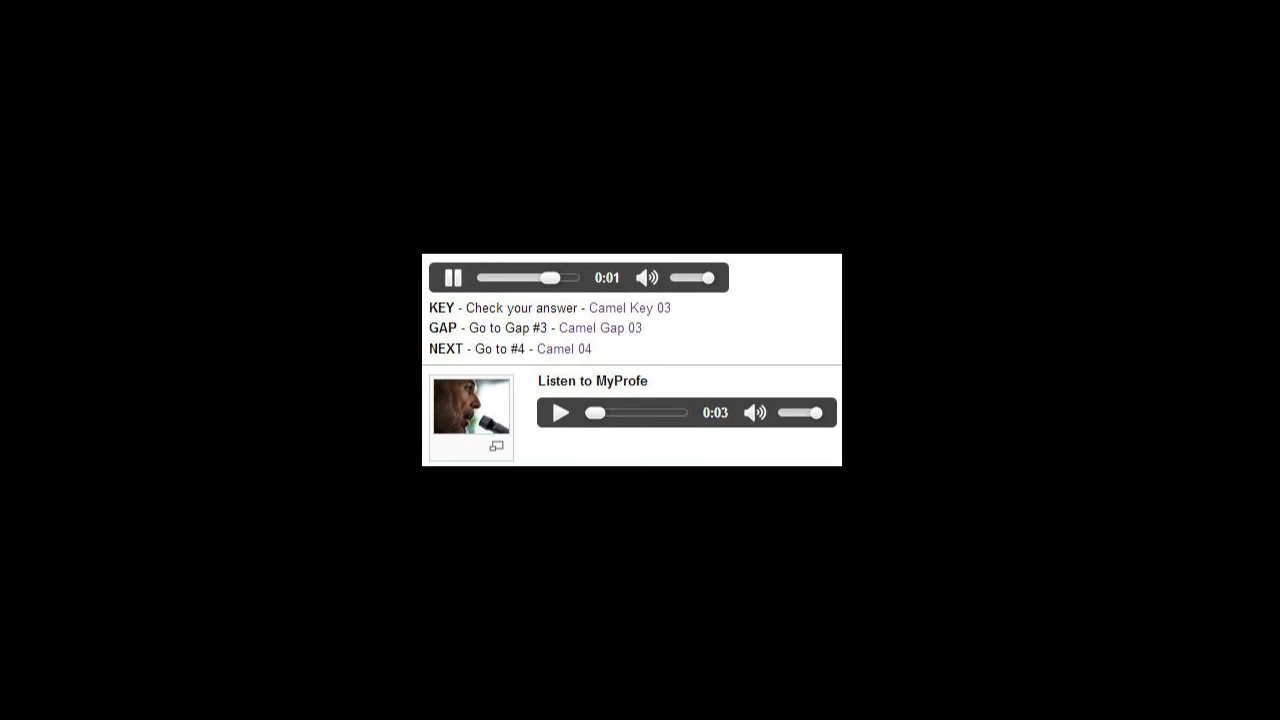 0:01
KEY - Check your answer - Camel Key 03
GAP - Go to Gap #3 - Camel Gap 03
NEXT - Go to #4 - Camel 04
Listen to MyProfe
0:03